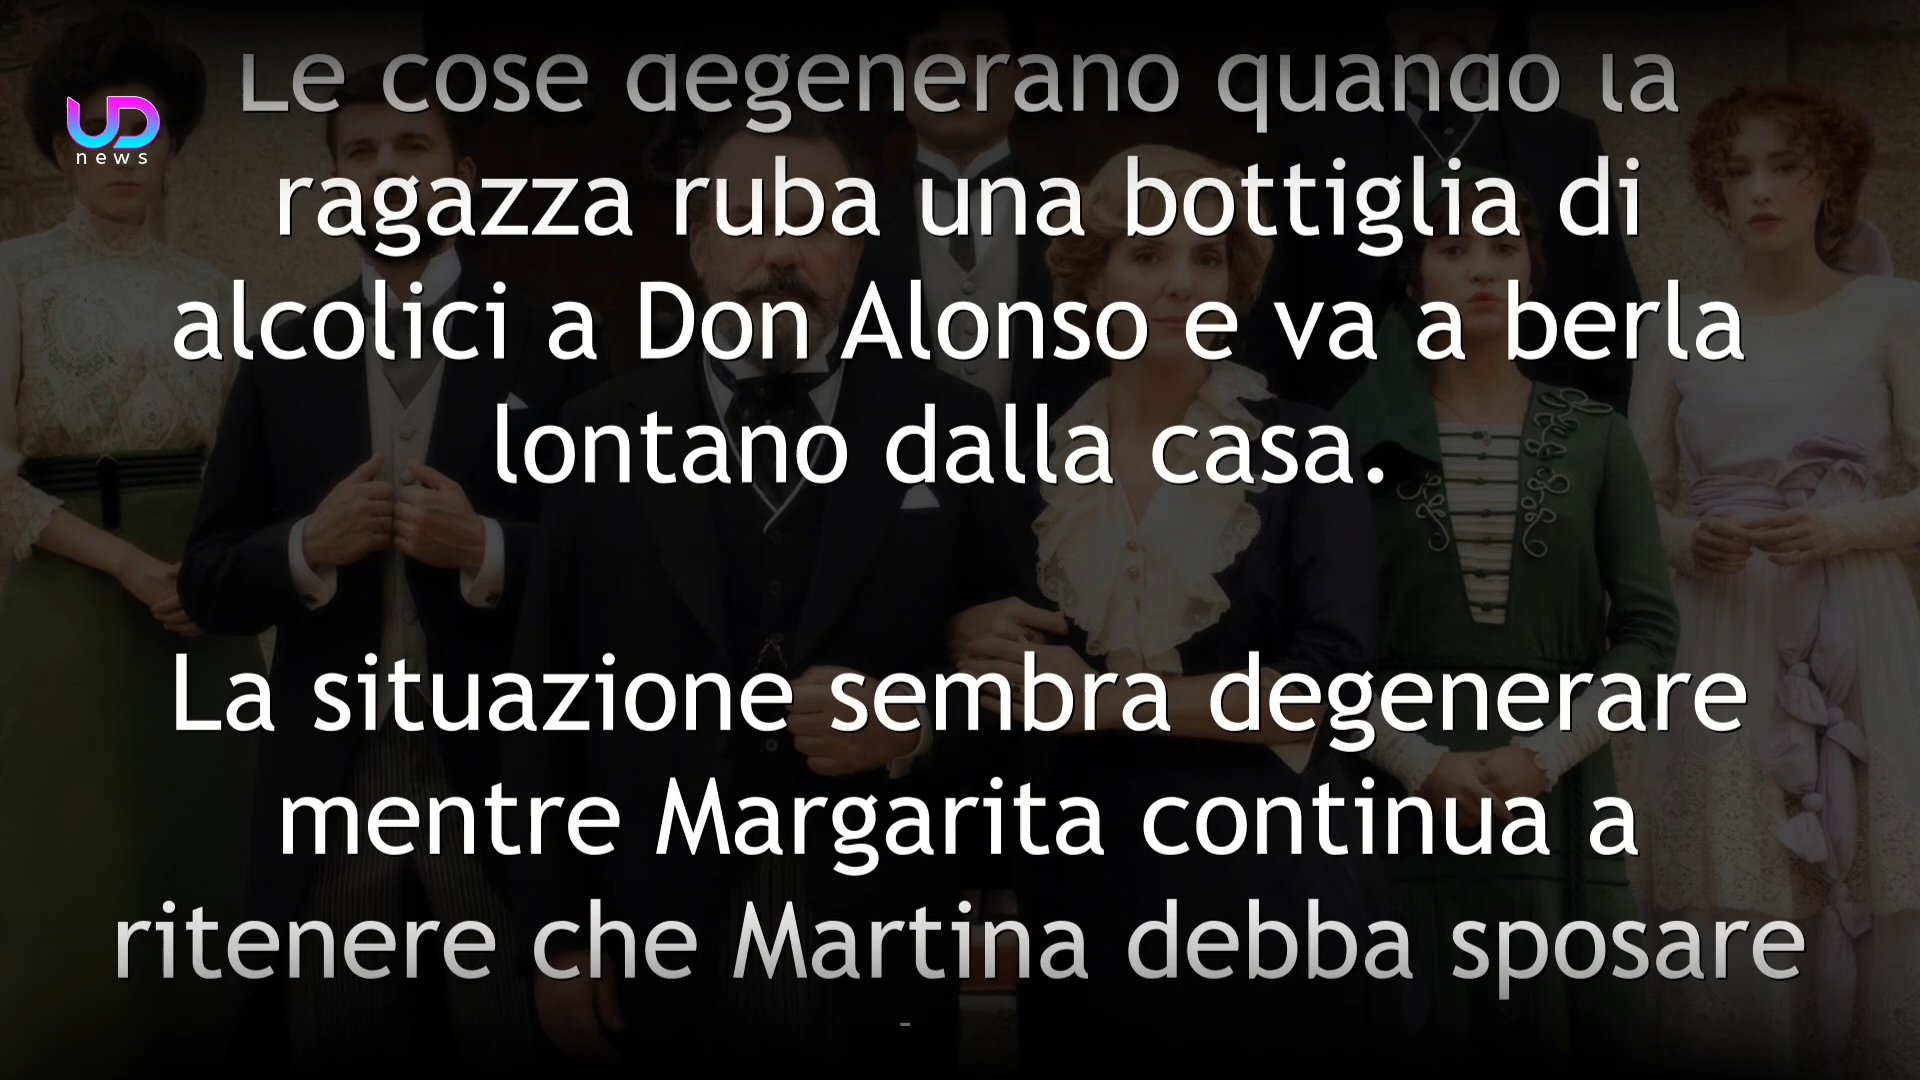 UD
news
Le cose degenerano quando la
ragazza ruba una bottiglia di
alcolici a Don Alonso e va a berla
lontano dalla casa.
La situazione sembra degenerare
mentre Margarita continua a
ritenere che Martina debba sposare